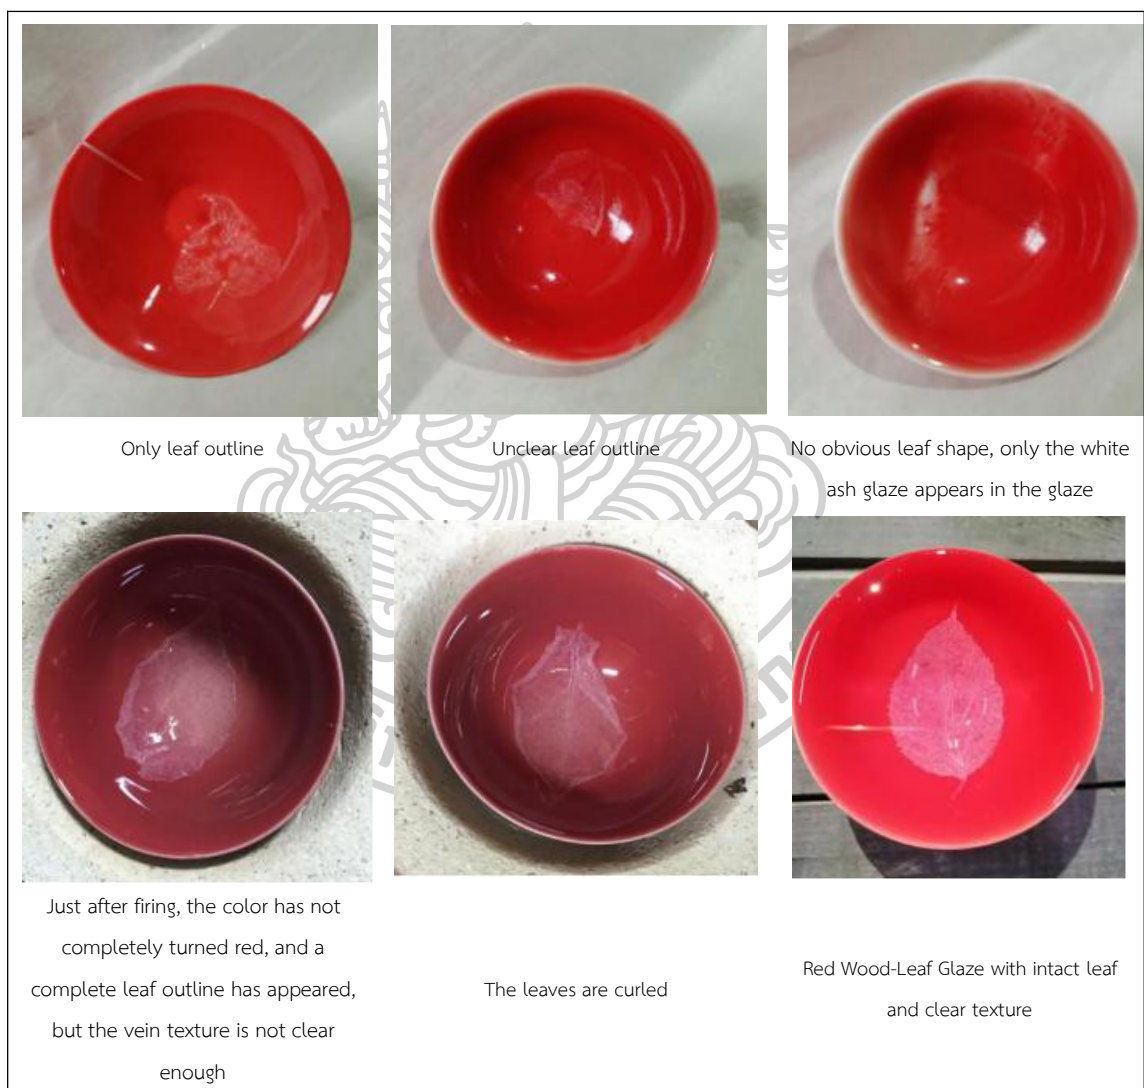 Only leaf outline
Unclear leaf outline
No obvious leaf shape, only the white
ash glaze appears in the glaze
Just after firing, the color has not
completely turned red, and a
complete leaf outline has appeared,
but the vein texture is not clear
enough
The leaves are curled
Red Wood-Leaf Glaze with intact leaf
and clear texture